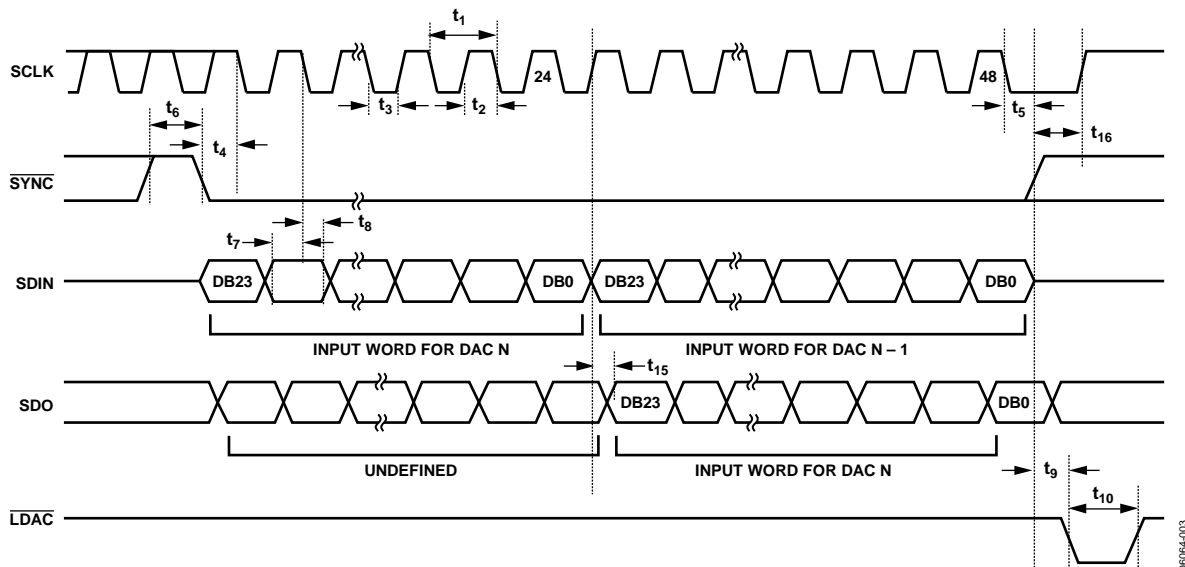 t1
SCLK
24
48
t3
t2
t5
t6
t4
t16
SYNC
t8
t7
SDIN
DB23
DB0
DB23
DB0
INPUT WORD FOR DAC N
INPUT WORD FOR DAC N – 1
t15
SDO
DB23
DB0
UNDEFINED
INPUT WORD FOR DAC N
t9
t10
LDAC
06064-003